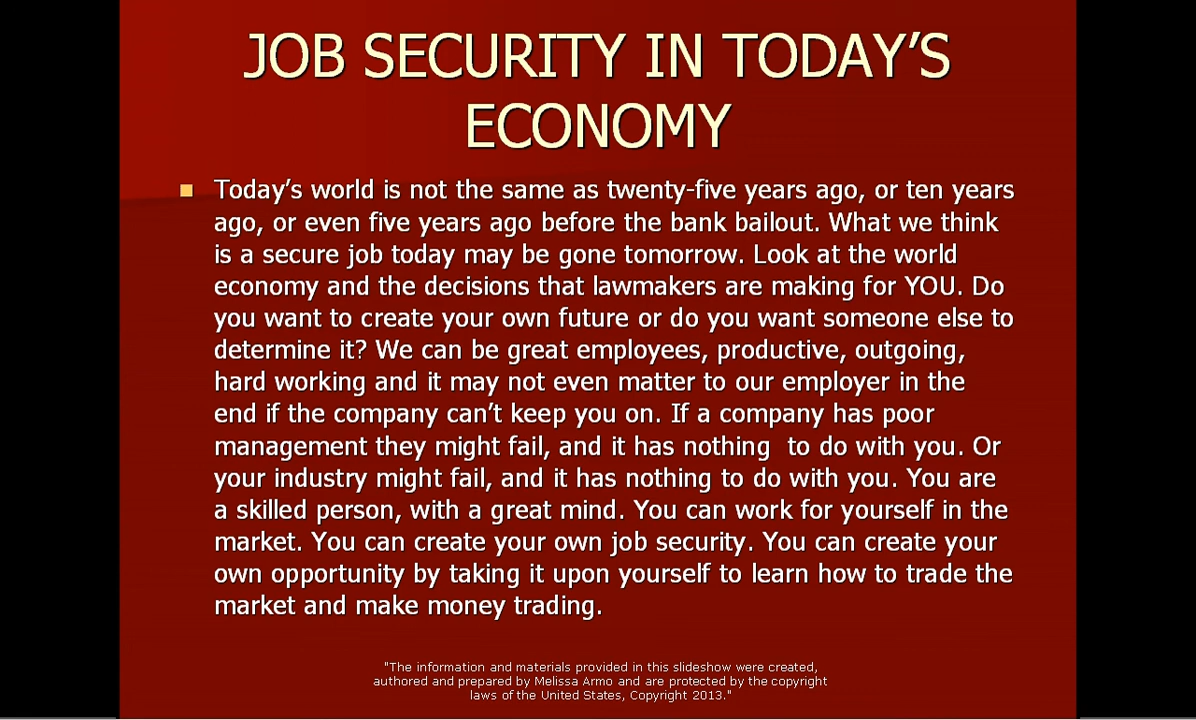 JOB SECURITY IN TODAY'S
ECONOMY
Today's world is not the same as twenty-five years ago, or ten years
ago, or even five years ago before the bank bailout. What we think
is a secure job today may be gone tomorrow. Look at the world
economy and the decisions that lawmakers are making for YOU. Do
you want to create your own future or do you want someone else to
determine it? We can be great employees, productive, outgoing,
hard working and it may not even matter to our employer in the
end if the company can't keep you on. If a company has poor
management they might fail, and it has nothing  to do with you. Or
your industry might fail, and it has nothing to do with you. You are
a skilled person, with a great mind. You can work for yourself in the
market. You can create your own job security. You can create your
own opportunity by taking it upon yourself to learn how to trade the
market and make money trading.
"The information and materials provided in this slideshow were created,
authored and prepared by Melissa Armo and are protected by the copyright
laws of the United States, Copyright 2013."